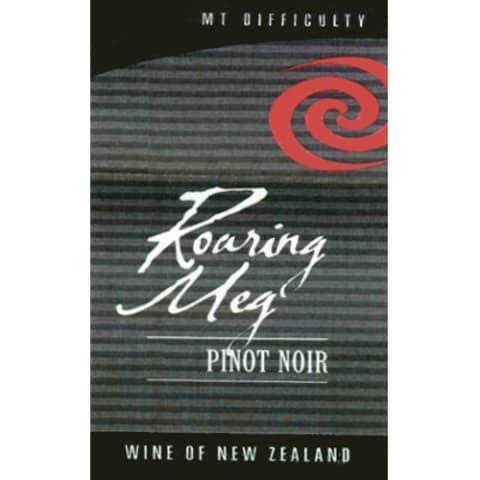 MT DIFFICULTY
Roaring
Meg
PINOT NOIR
WINE OF NEW ZEALAND